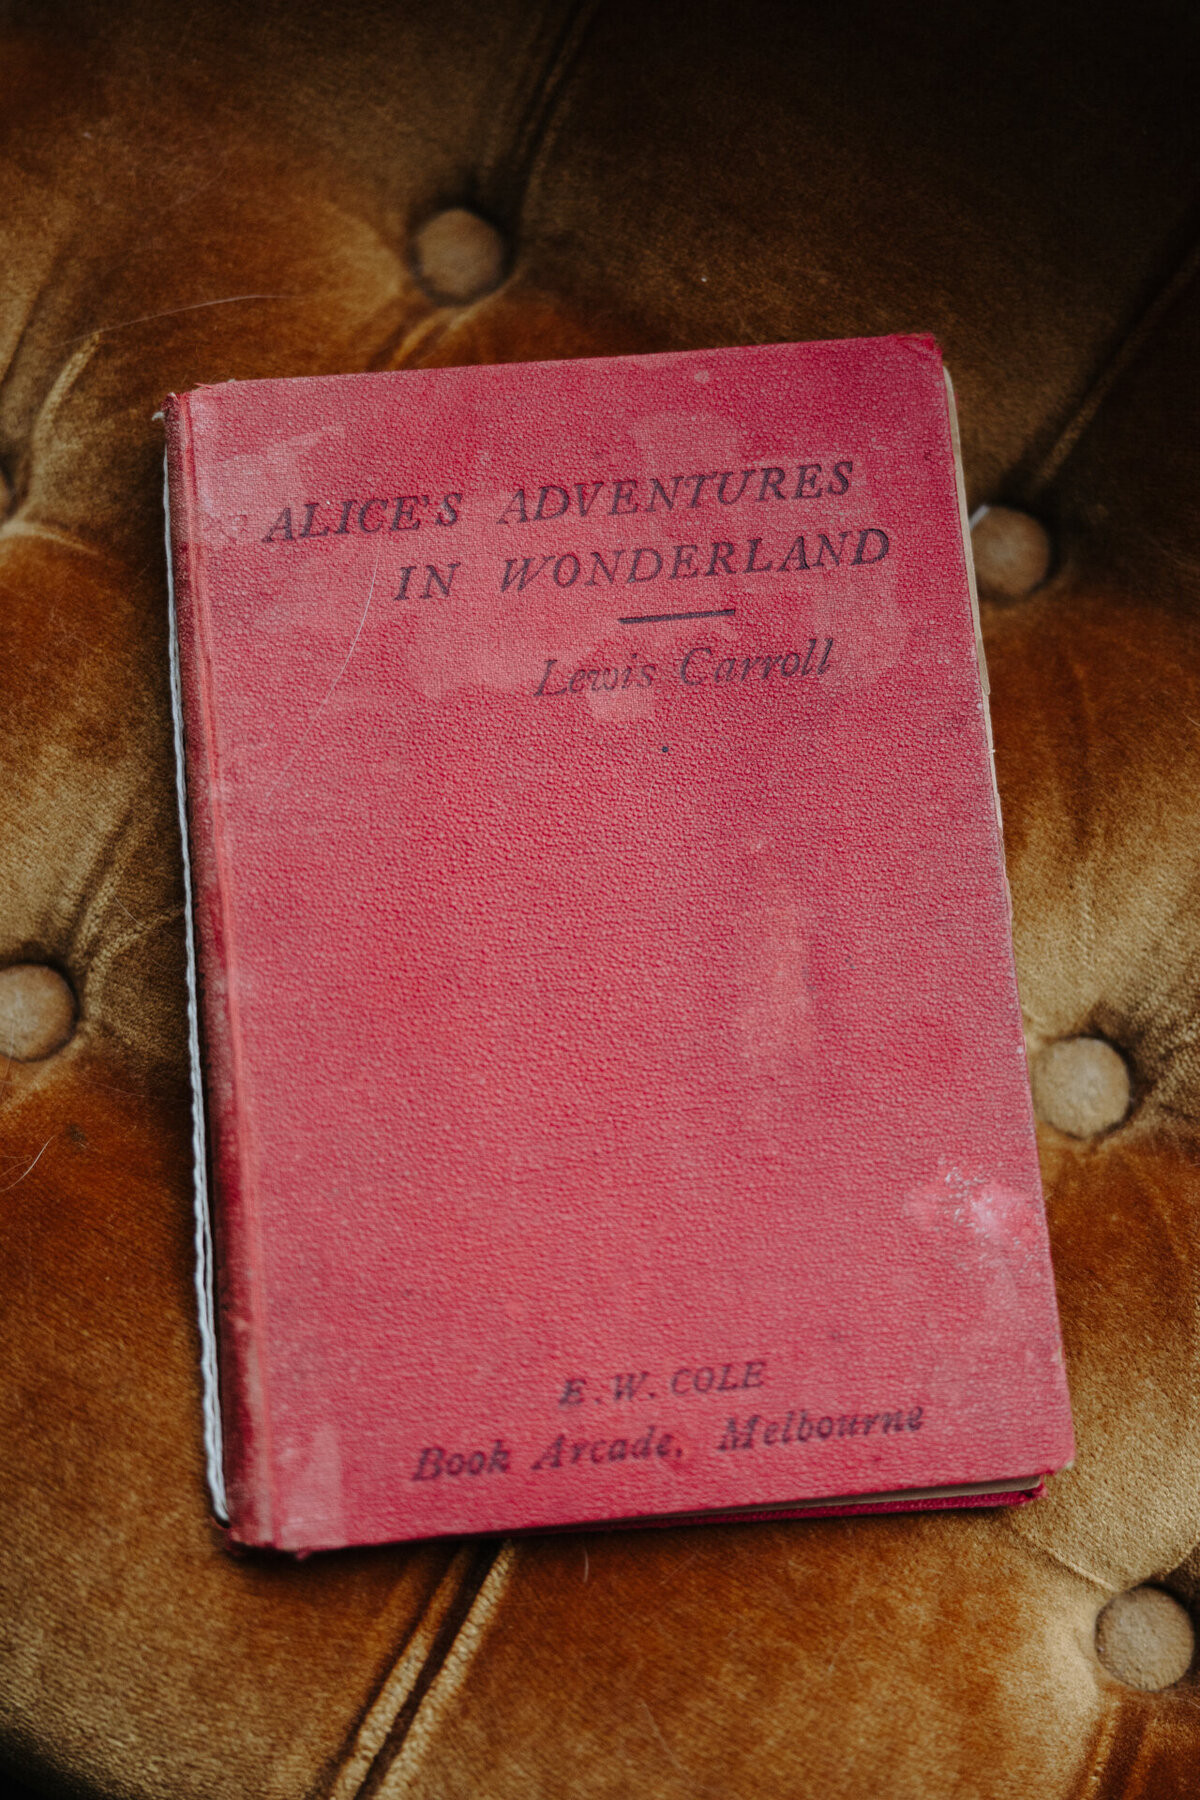 ALICE'S ADVENTURES
IN WONDERLAND
Lewis Carroll
E. W. COLE
Book Arcade, Melbourne